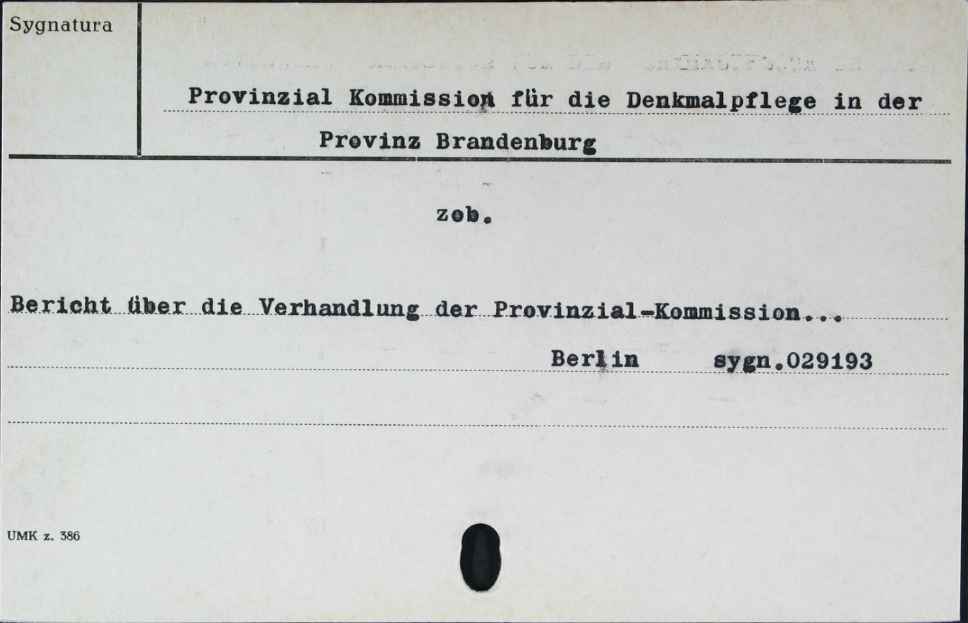 Sygnatura
Provinzial Kommission für die Denkmalpflege in der
Provinz Brandenburg
zob.
Bericht über die Verhandlung der Provinzial-Kommission...
Berlin sygn.029193
UMK z. 386